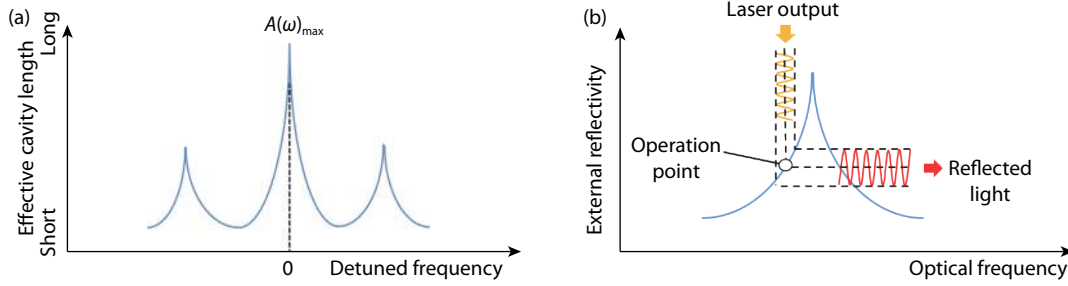 (a)
A(ω)max
Effective cavity length
Short
Long
0
Detuned frequency
(b)
Laser output
External reflectivity
Operation
point
Reflected
light
Optical frequency